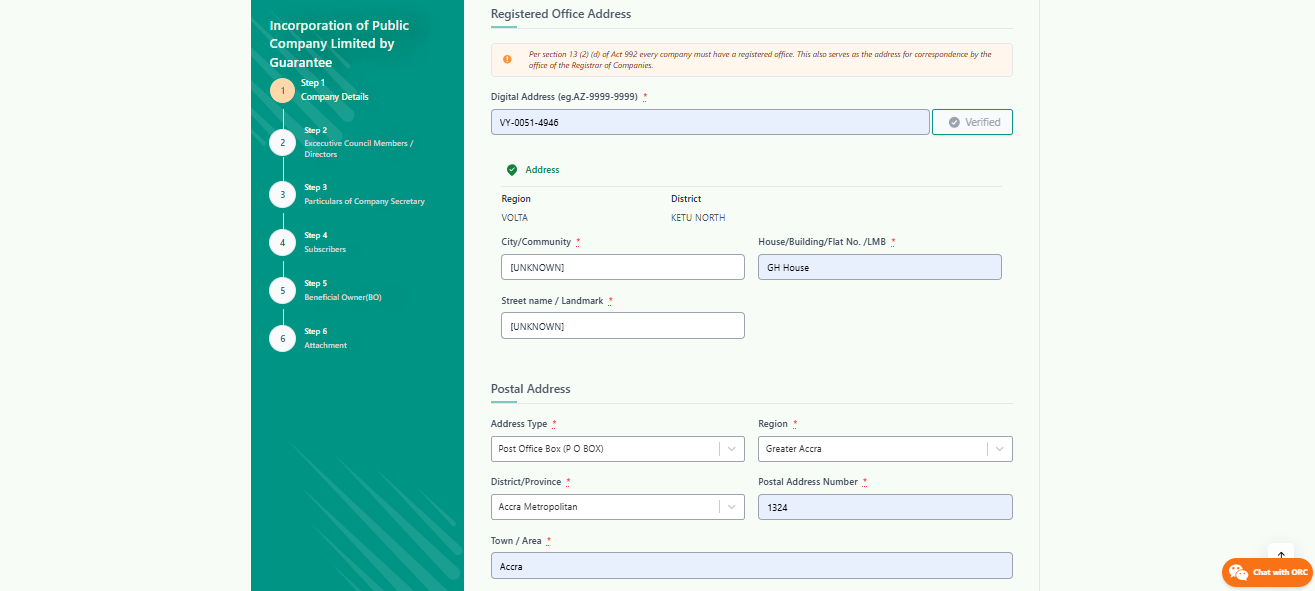 Incorporation of Public
Company Limited by
Guarantee
1
Step 1
Company Details
2
Step 2
Excecutive Council Members /
Directors
3
Step 3
Particulars of Company Secretary
4
Step 4
Subscribers
5
Step 5
Beneficial Owner(BO)
6
Step 6
Attachment
Registered Office Address
Per section 13 (2) (d) of Act 992 every company must have a registered office. This also serves as the address for correspondence by the
office of the Registrar of Companies.
Digital Address (eg.AZ-9999-9999) *
VY-0051-4946
Verified
Address
Region District
VOLTA KETU NORTH
City/Community * House/Building/Flat No. /LMB *
[UNKNOWN] GH House
Street name / Landmark *
[UNKNOWN]
Postal Address
Address Type * Region *
Post Office Box (P O BOX) Greater Accra
District/Province * Postal Address Number *
Accra Metropolitan 1324
Town / Area *
Accra
Chat with ORC